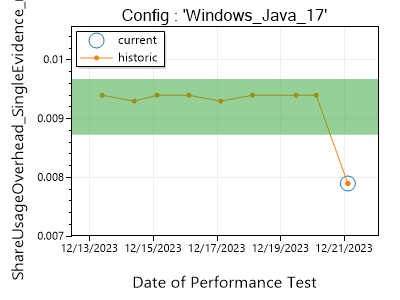 Config : 'Windows_Java_17'
current
historic
0.01
0.009
0.008
0.007
ShareUsageOverhead_SingleEvidence_
12/13/2023 12/15/2023 12/17/2023 12/19/2023 12/21/2023
Date of Performance Test